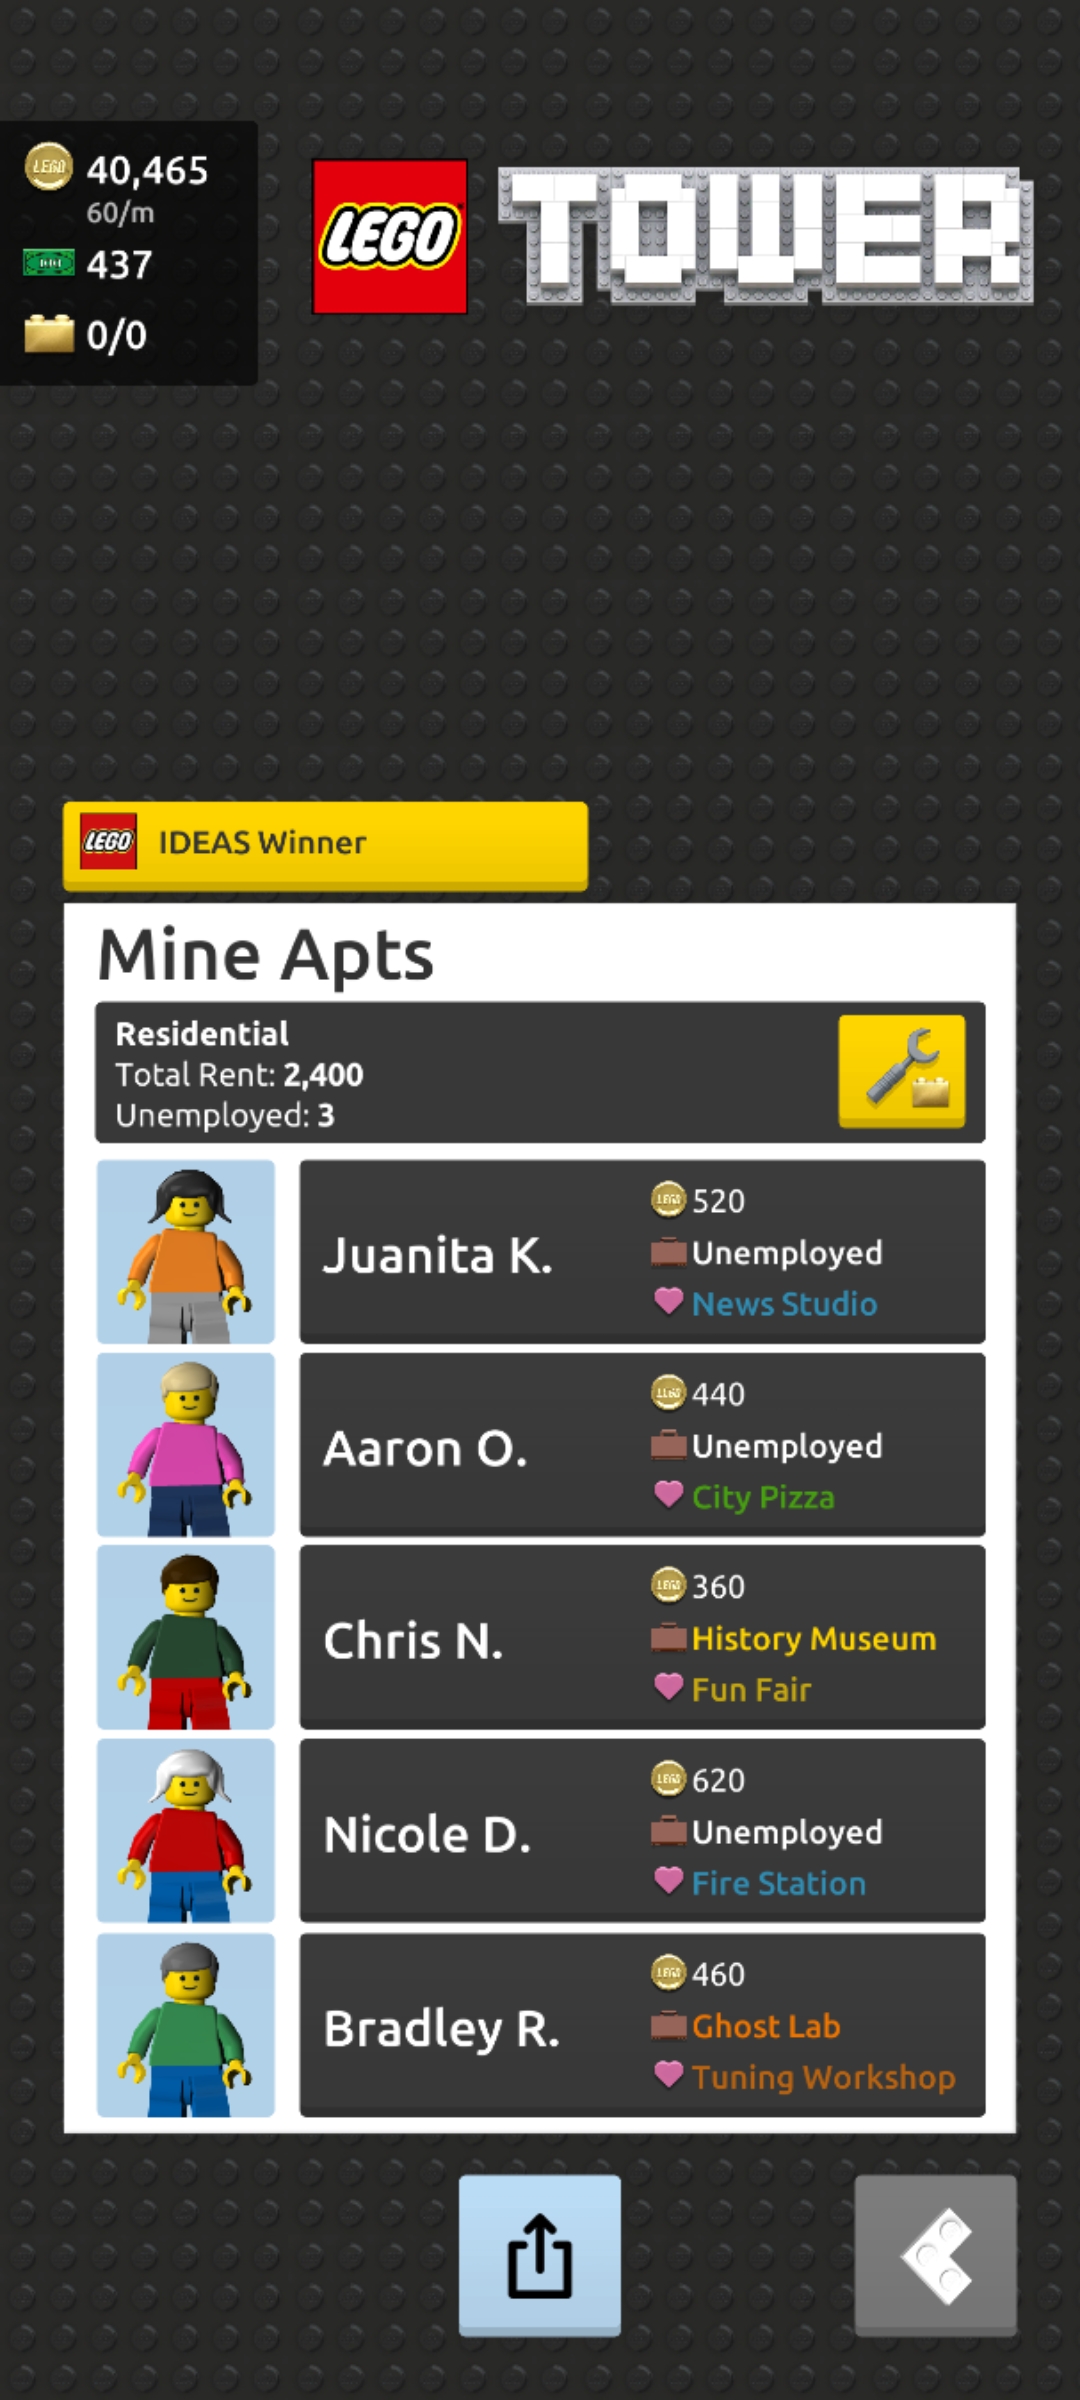 40,465
60/m
437
0/0
LEGO TOWER
LEGO IDEAS Winner
Mine Apts
Residential
Total Rent: 2,400
Unemployed: 3
Juanita K.
520
Unemployed
News Studio
Aaron O.
440
Unemployed
City Pizza
Chris N.
360
History Museum
Fun Fair
Nicole D.
620
Unemployed
Fire Station
Bradley R.
460
Ghost Lab
Tuning Workshop